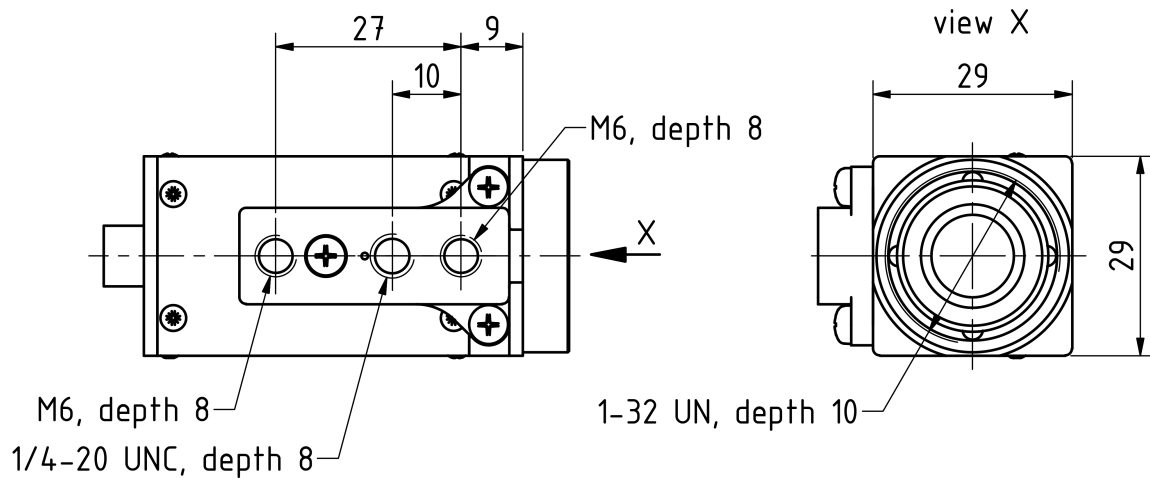 27
9
view X
10
29
M6, depth 8
X
29
M6, depth 8
1-32 UN, depth 10
1/4-20 UNC, depth 8